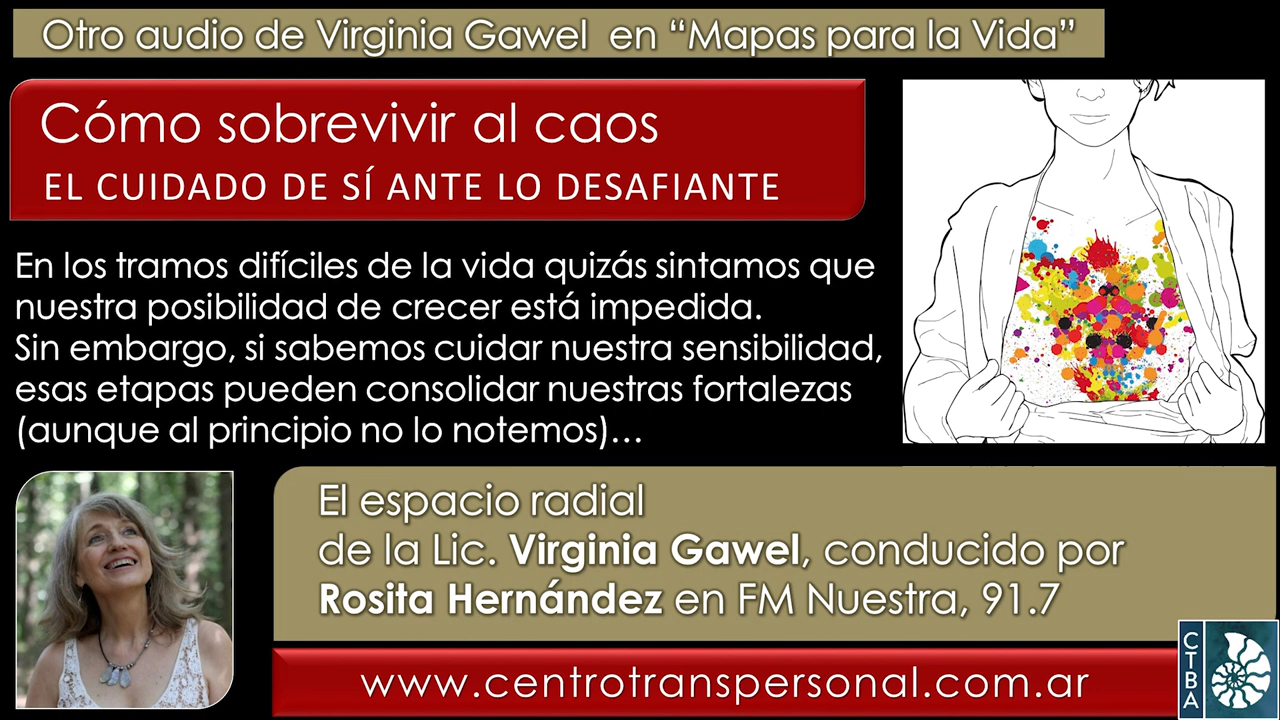 Otro audio de Virginia Gawel en “Mapas para la Vida”
Cómo sobrevivir al caos
EL CUIDADO DE SÍ ANTE LO DESAFIANTE
En los tramos difíciles de la vida quizás sintamos que
nuestra posibilidad de crecer está impedida.
Sin embargo, si sabemos cuidar nuestra sensibilidad,
esas etapas pueden consolidar nuestras fortalezas
(aunque al principio no lo notemos)…
El espacio radial
de la Lic. Virginia Gawel, conducido por
Rosita Hernández en FM Nuestra, 91.7
www.centrotranspersonal.com.ar
CTBA